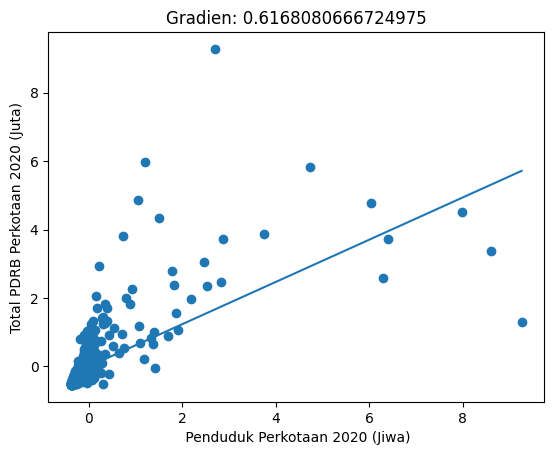 Gradien: 0.6168080666724975
Total PDRB Perkotaan 2020 (Juta)
8
6
4
2
0
0 2 4 6 8
Penduduk Perkotaan 2020 (Jiwa)